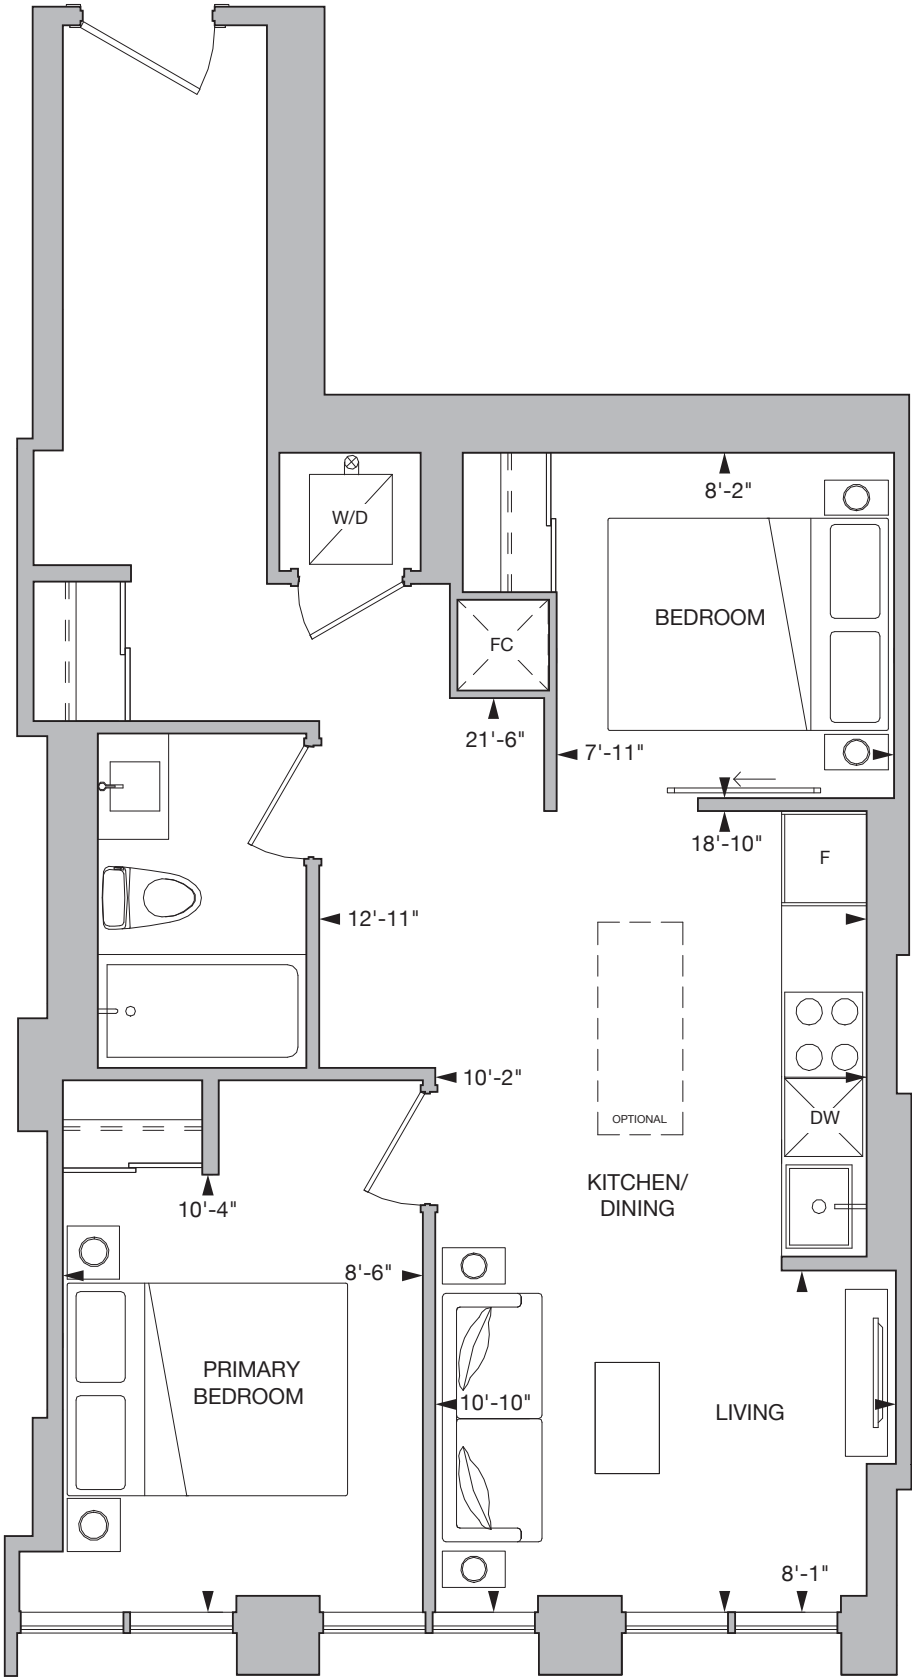 W/D
8'-2"
BEDROOM
FC
21'-6"
7'-11"
18'-10"
F
12'-11"
10'-2"
OPTIONAL
DW
KITCHEN/
DINING
10'-4"
8'-6"
PRIMARY
BEDROOM
10'-10"
LIVING
8'-1"